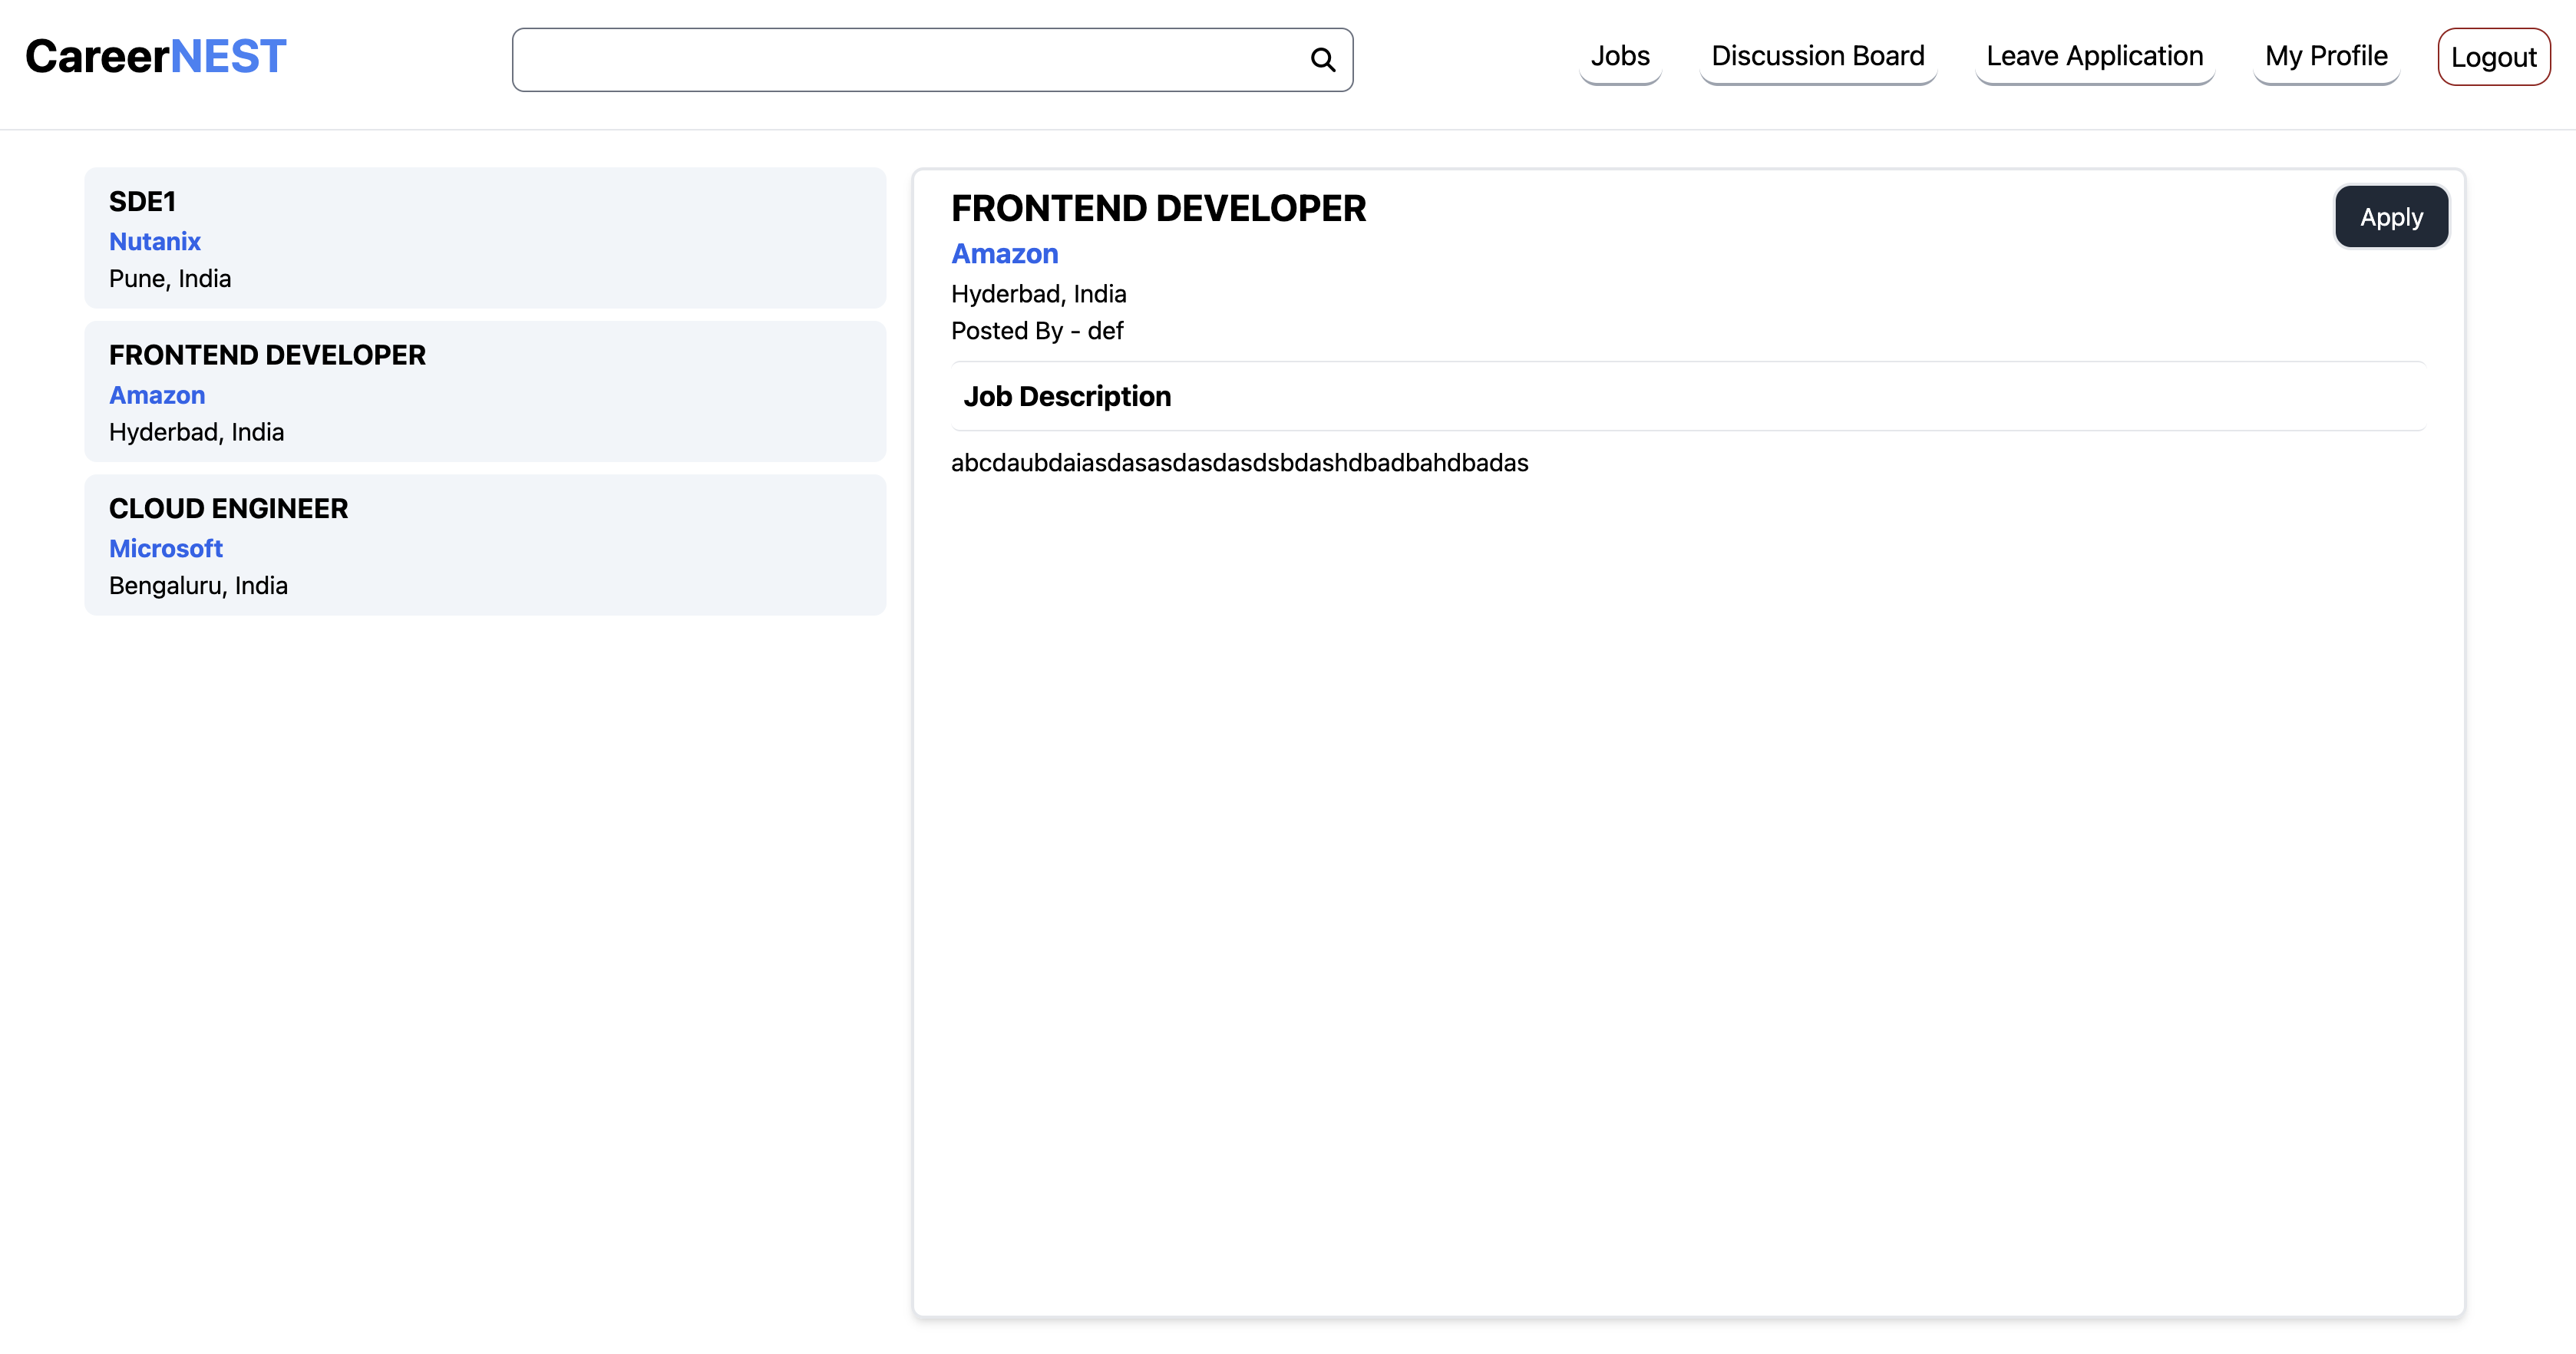 CareerNEST
Jobs
Discussion Board
Leave Application
My Profile
Logout
SDE1
Nutanix
Pune, India
FRONTEND DEVELOPER
Amazon
Hyderbad, India
CLOUD ENGINEER
Microsoft
Bengaluru, India
FRONTEND DEVELOPER
Apply
Amazon
Hyderbad, India
Posted By - def
Job Description
abcdaubdaiasdasasdasdasdsbdashdbadbahdbadas